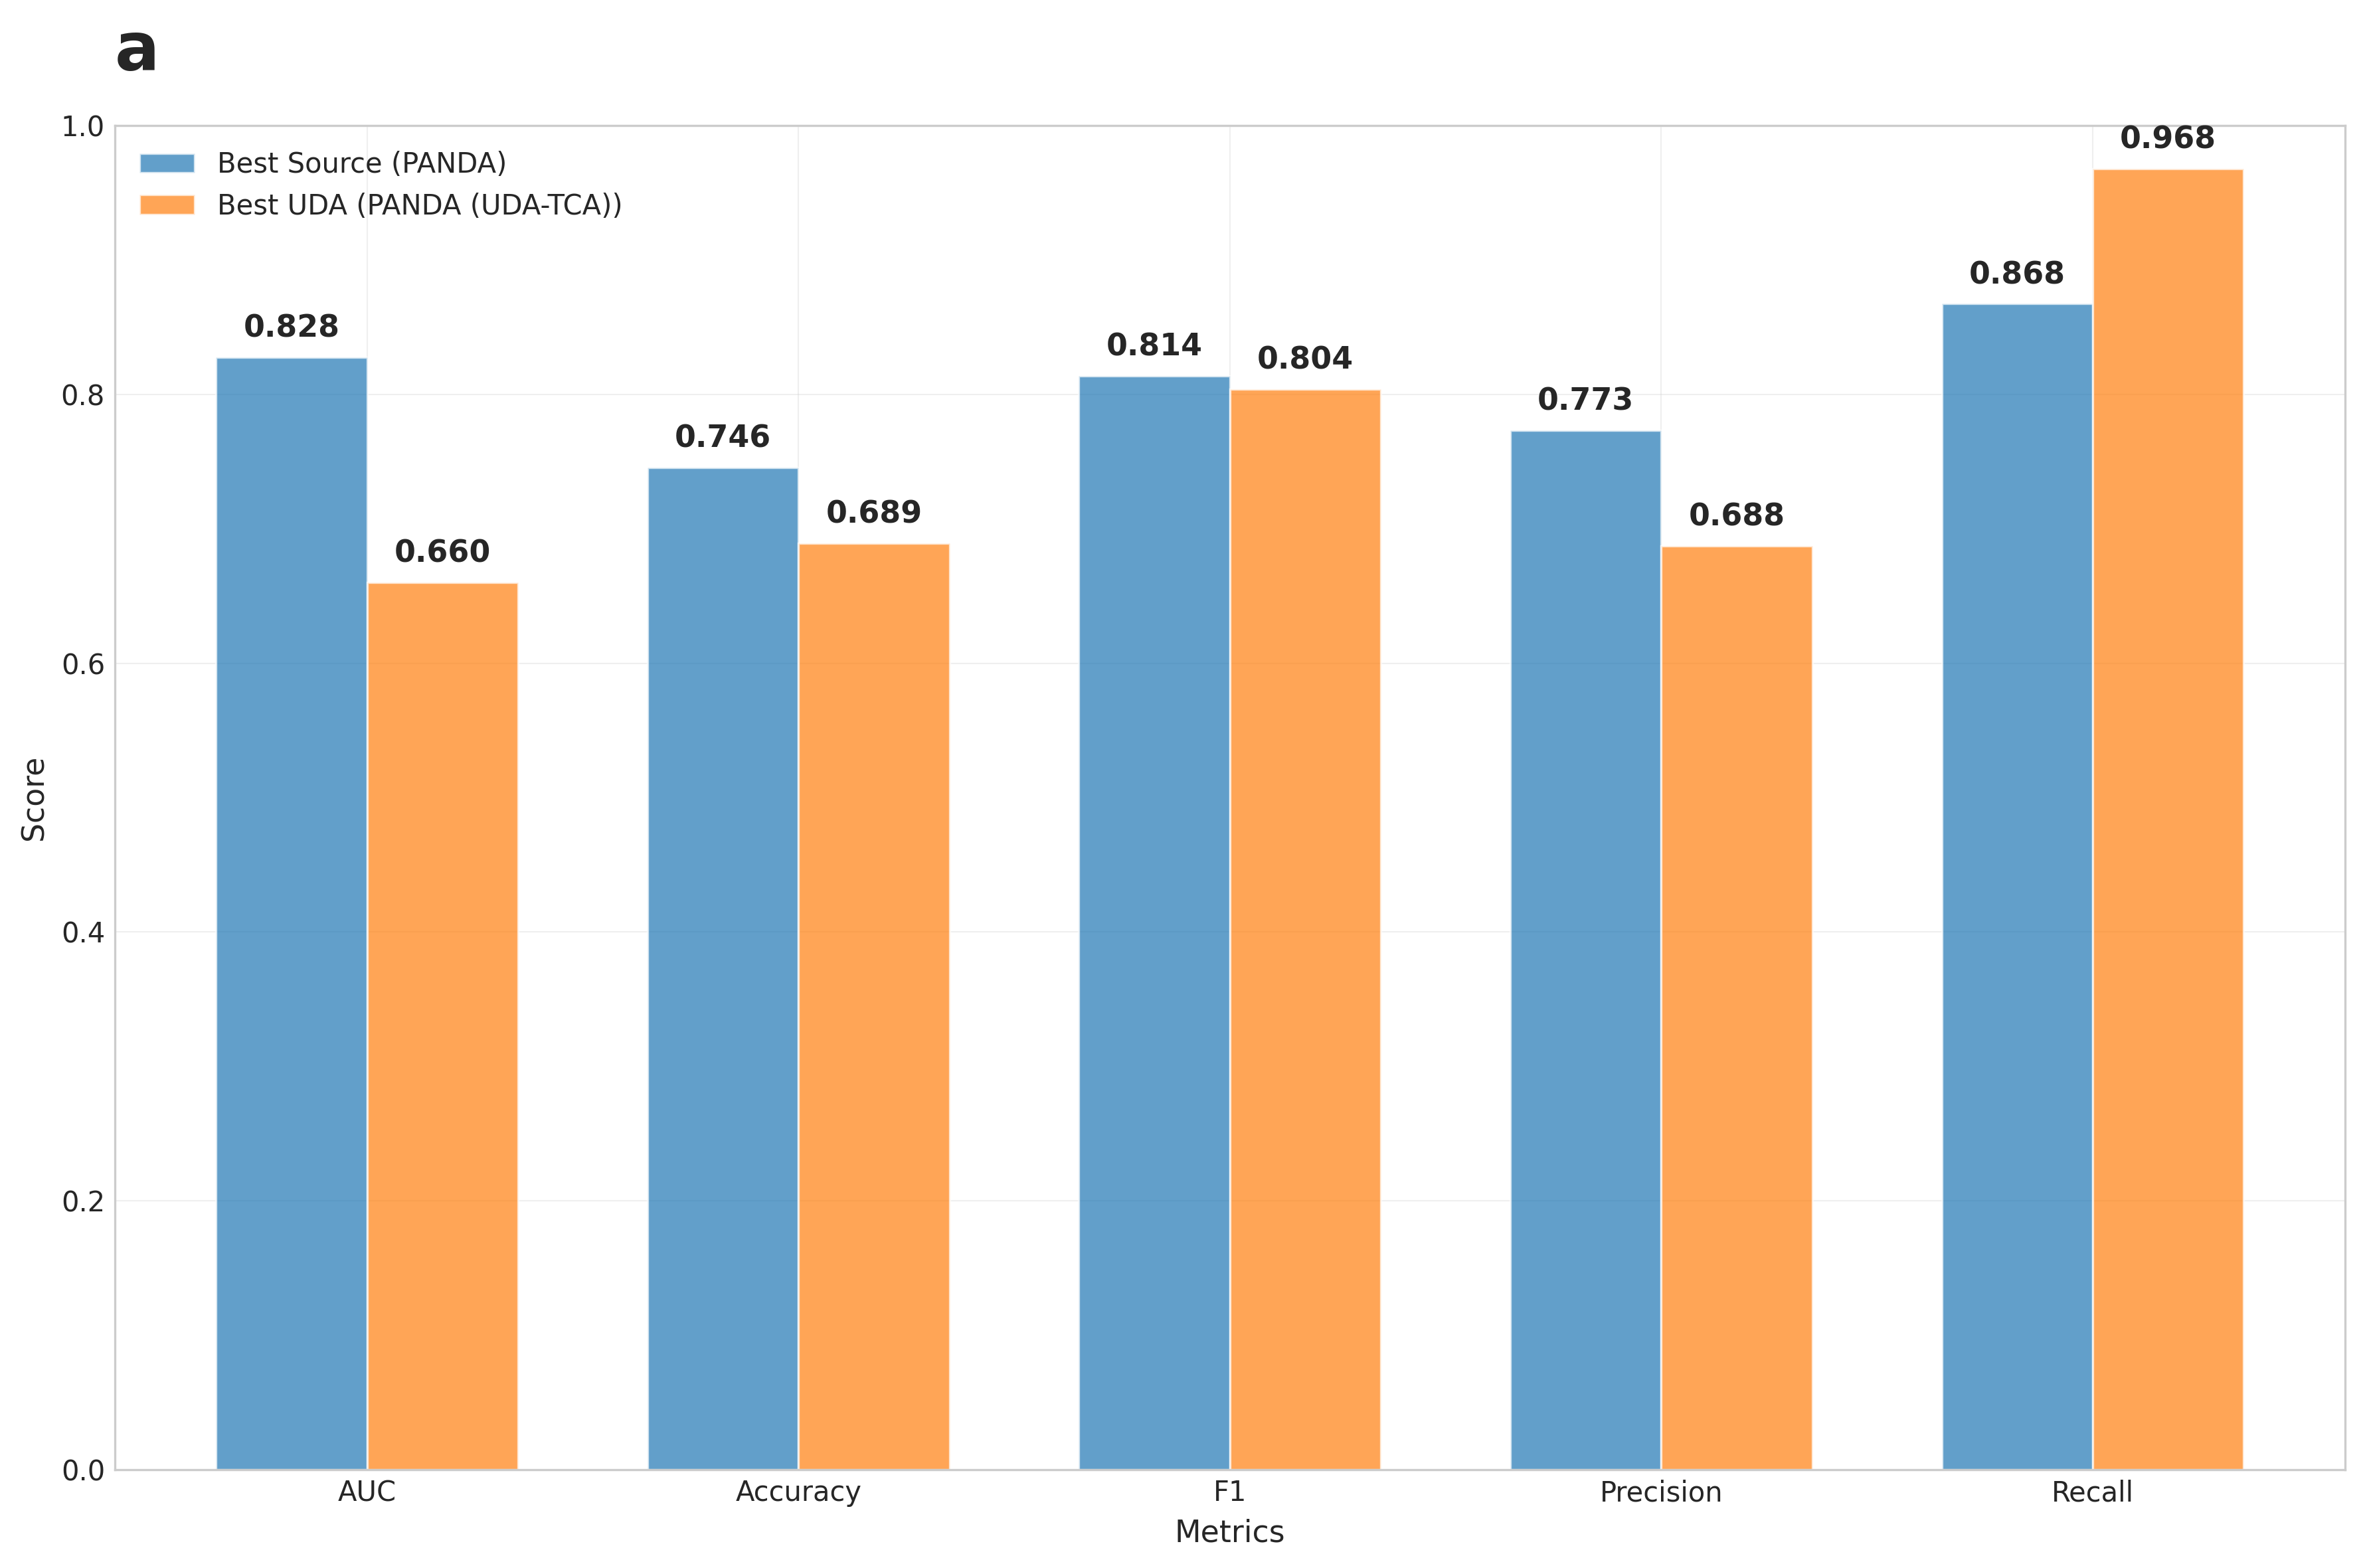 a
1.0
0.8
0.6
0.4
0.2
0.0
Score
Best Source (PANDA)
Best UDA (PANDA (UDA-TCA))
0.828
0.660
0.746
0.689
0.814
0.804
0.773
0.688
0.868
0.968
AUC
Accuracy
F1
Precision
Recall
Metrics